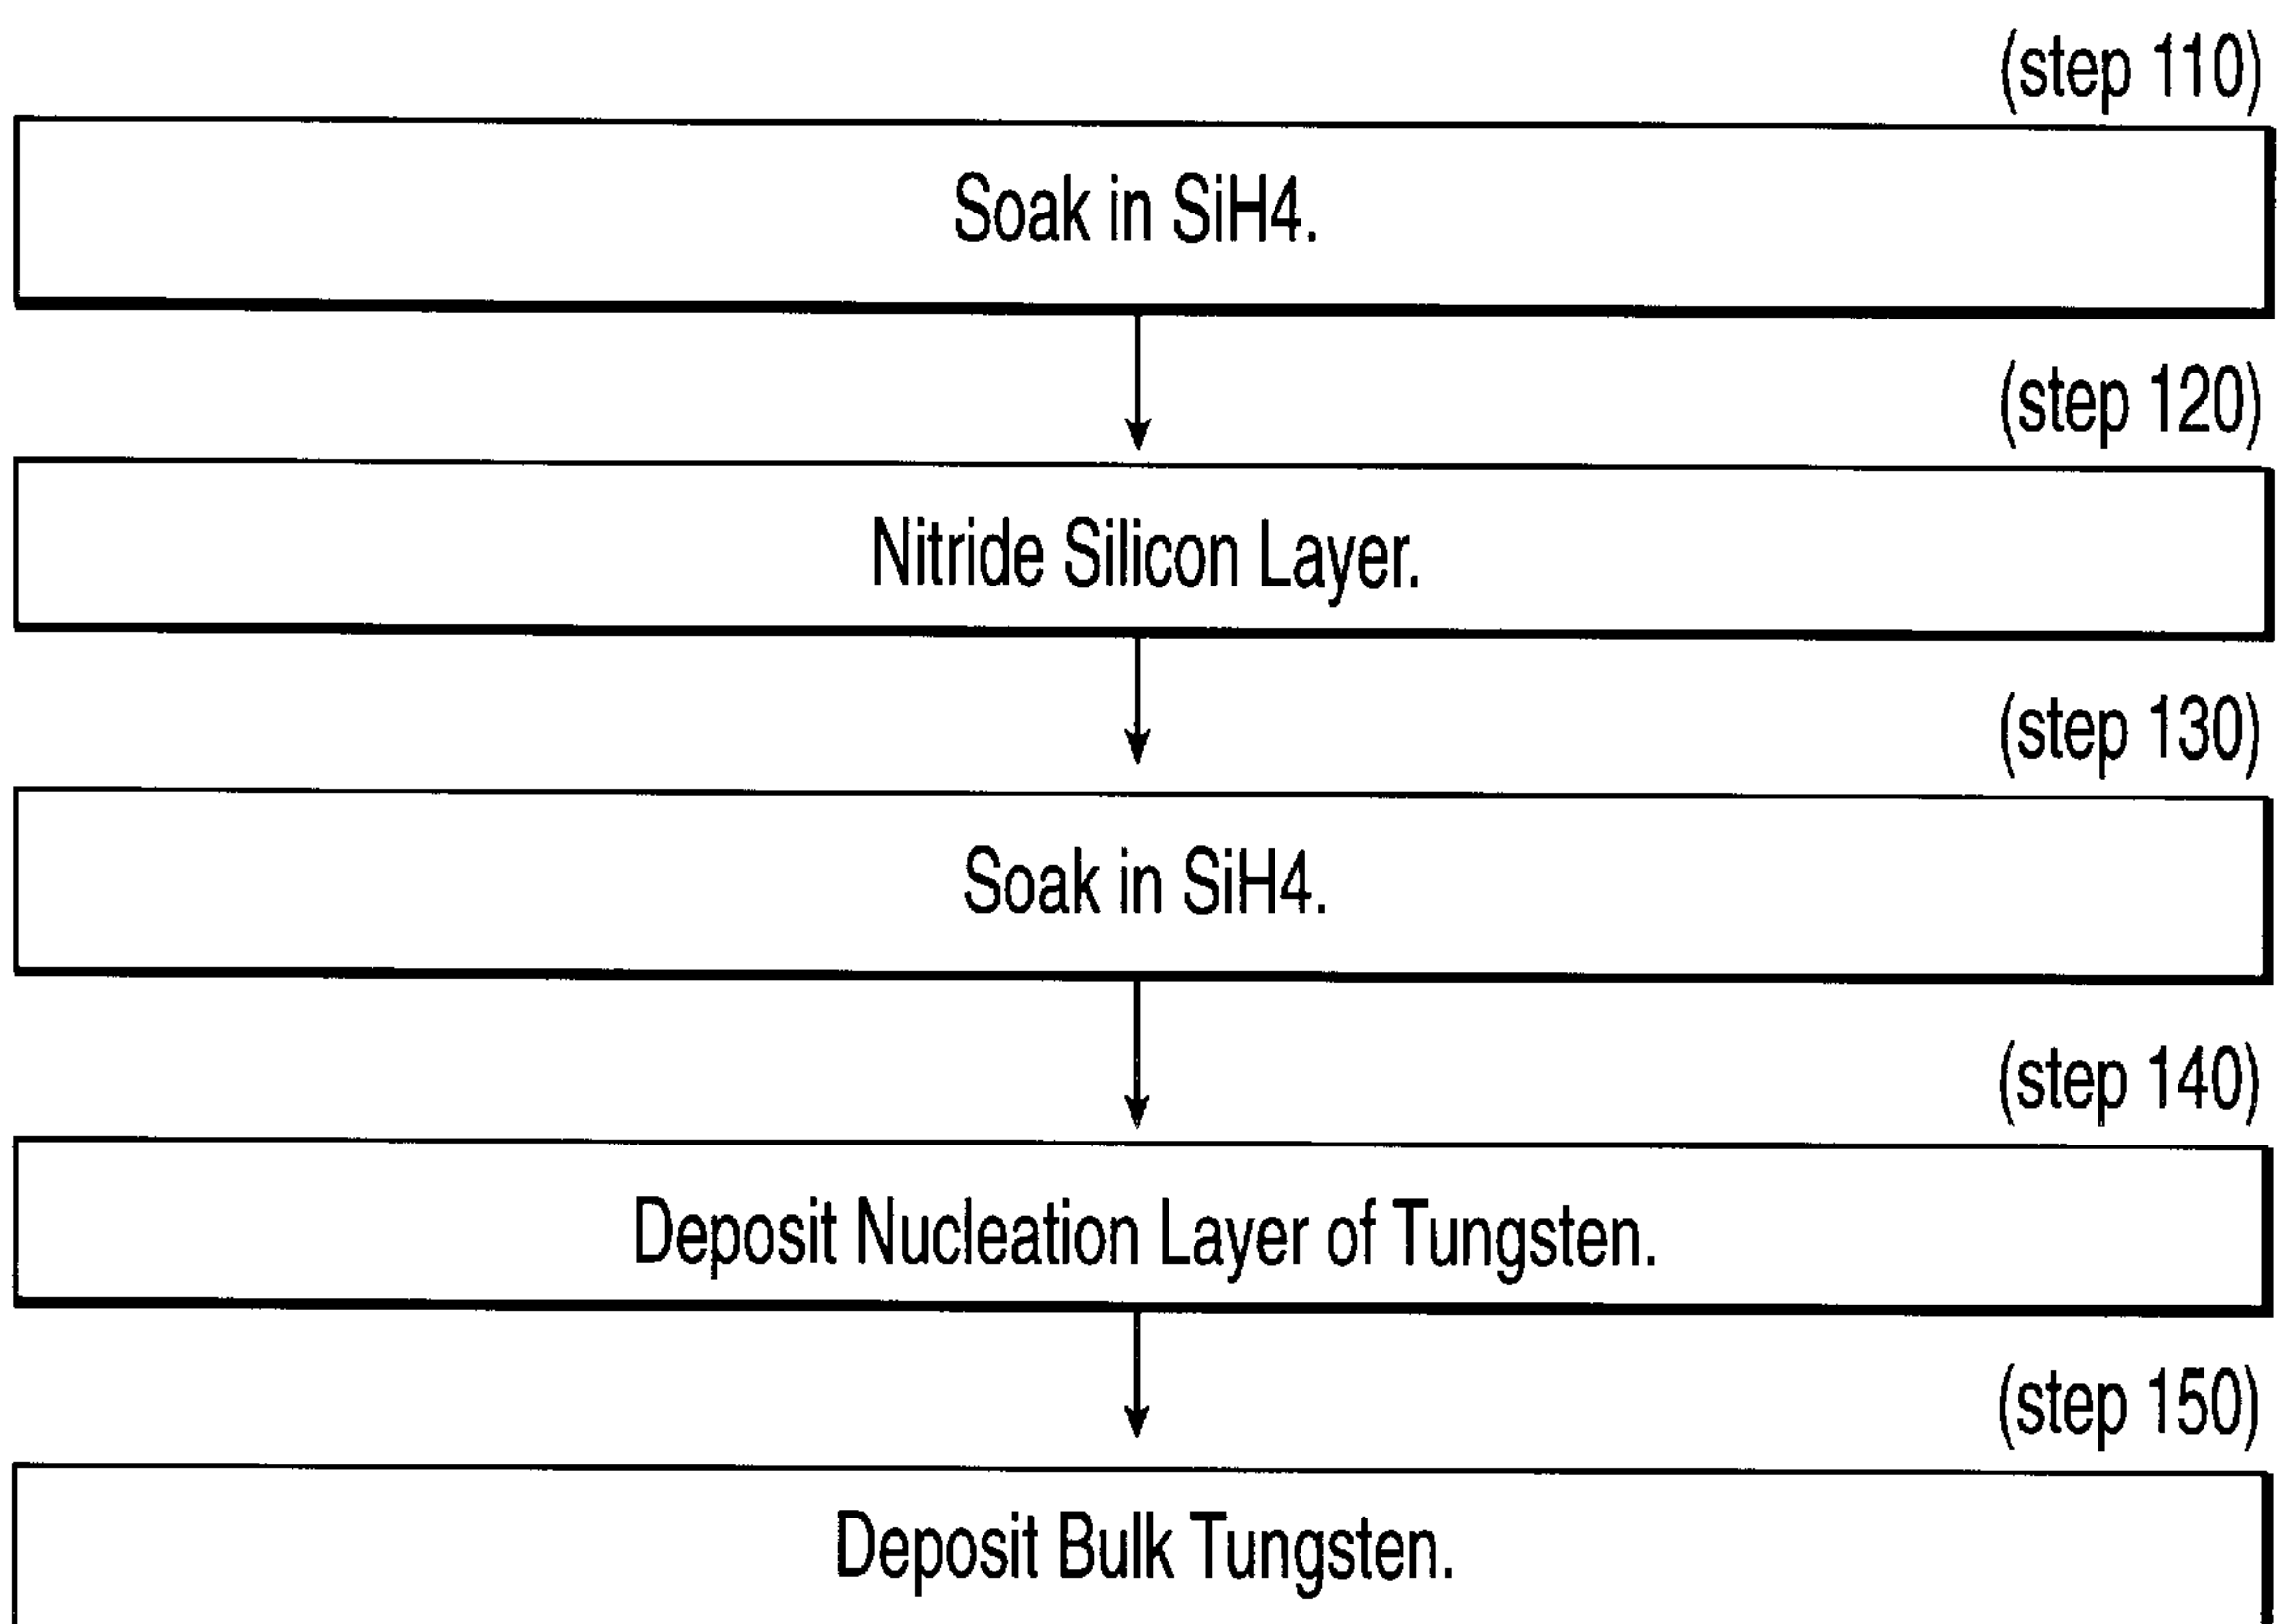 (step 110)
Soak in SiH4.
(step 120)
Nitride Silicon Layer.
(step 130)
Soak in SiH4.
(step 140)
Deposit Nucleation Layer of Tungsten.
(step 150)
Deposit Bulk Tungsten.